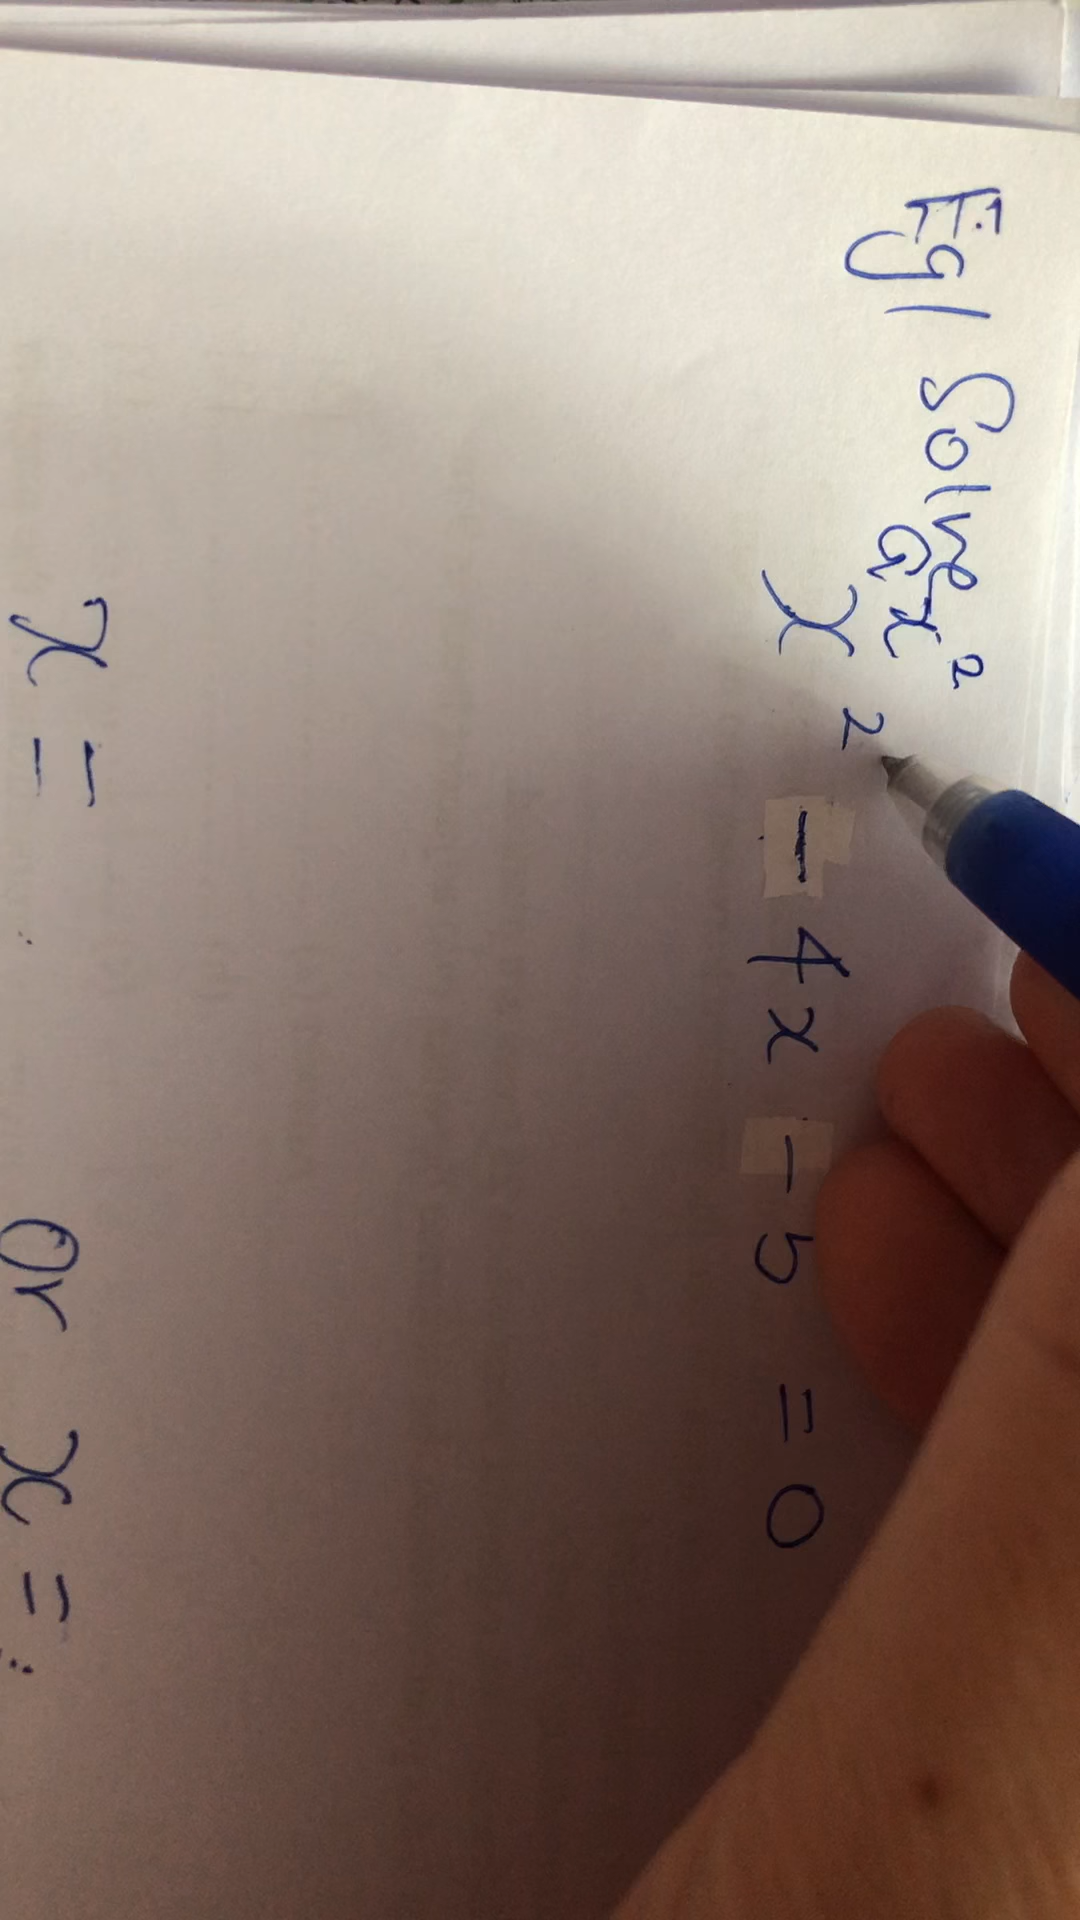 Eg1 Solve
ax²
x² - 4x - 5 = 0
x = or x =